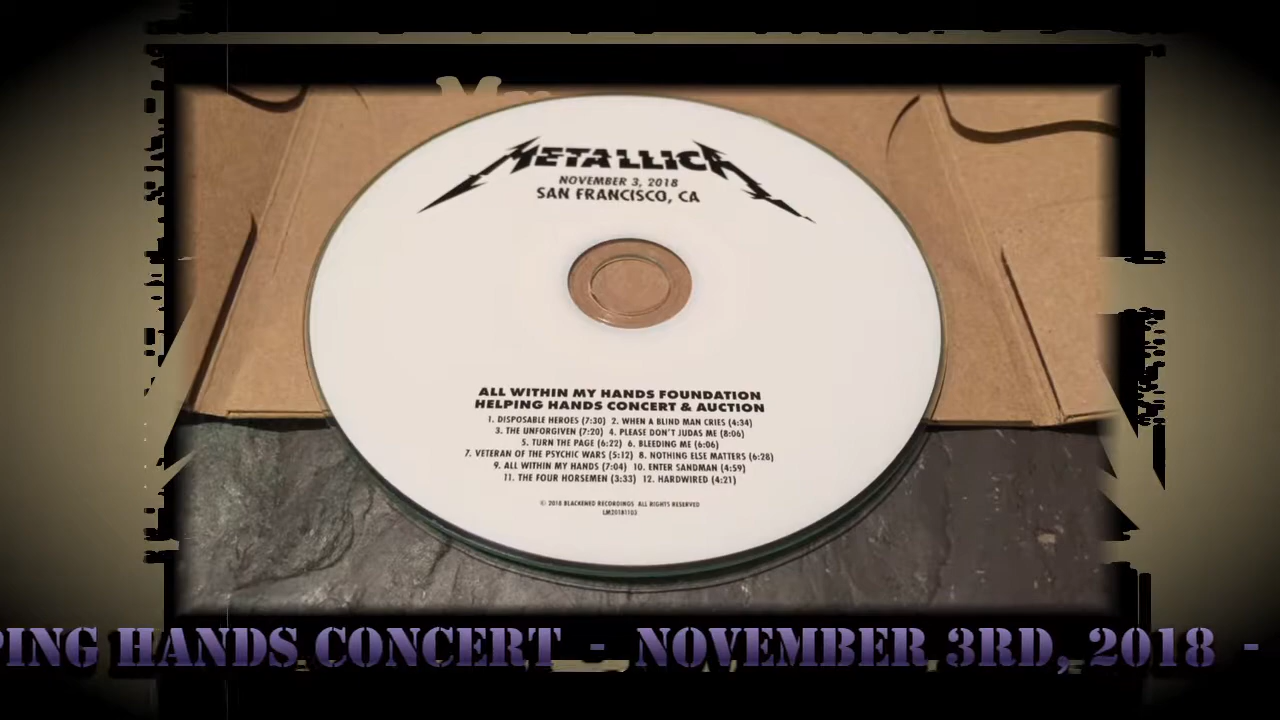 My
METALLICA
NOVEMBER 3, 2018
SAN FRANCISCO, CA
ALL WITHIN MY HANDS FOUNDATION
HELPING HANDS CONCERT & AUCTION
1. DISPOSABLE HEROES (7:30) 2. WHEN A BLIND MAN CRIES (4:34)
3. THE UNFORGIVEN (7:20) 4. PLEASE DON'T JUDAS ME (8:06)
5. TURN THE PAGE (6:22) 6. BLEEDING ME (6:06)
7. VETERAN OF THE PSYCHIC WARS (5:12) 8. NOTHING ELSE MATTERS (6:28)
9. ALL WITHIN MY HANDS (7:04) 10. ENTER SANDMAN (4:59)
11. THE FOUR HORSEMEN (3:33) 12. HARDWIRED (4:21)
© 2018 BLACKENED RECORDINGS ALL RIGHTS RESERVED
LM20181103
PING HANDS CONCERT - NOVEMBER 3RD, 2018 -